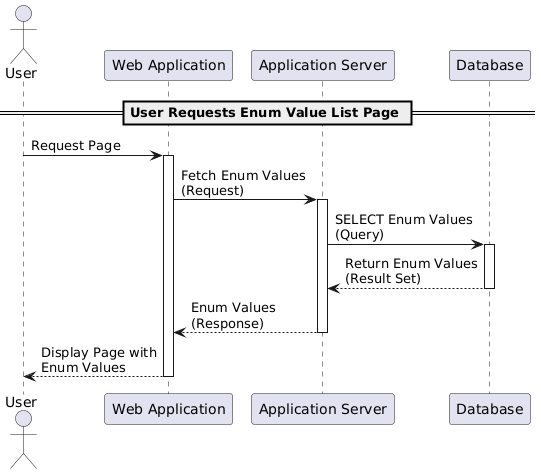 User
Web Application
Application Server
Database
User Requests Enum Value List Page
Request Page
Fetch Enum Values
(Request)
SELECT Enum Values
(Query)
Return Enum Values
(Result Set)
Enum Values
(Response)
Display Page with
Enum Values
User
Web Application
Application Server
Database